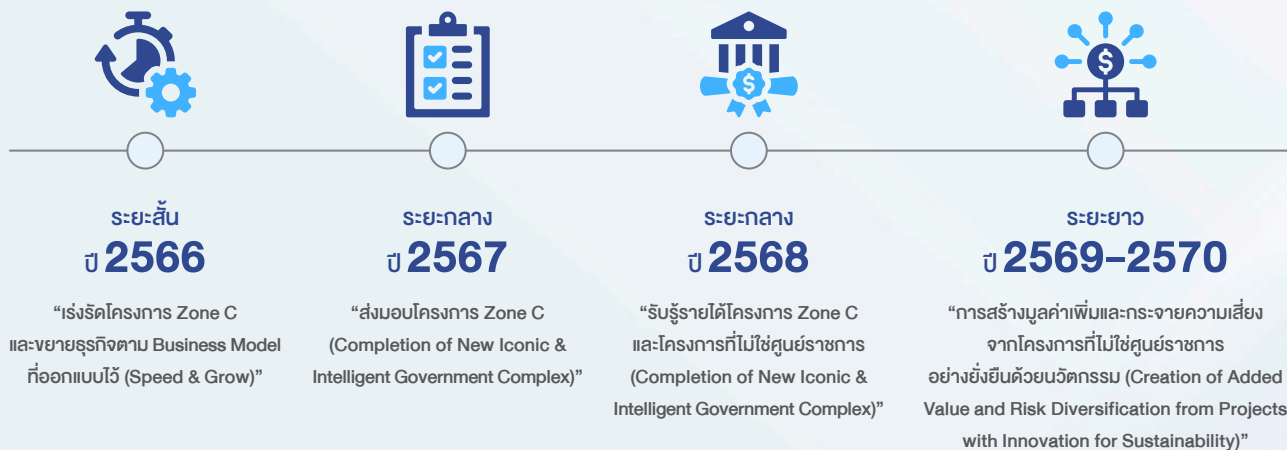 ระยะสั้น
ปี 2566
“เร่งรัดโครงการ Zone C
และขยายธุรกิจตาม Business Model
ที่ออกแบบไว้ (Speed & Grow)”
ระยะกลาง
ปี 2567
“ส่งมอบโครงการ Zone C
(Completion of New Iconic &
Intelligent Government Complex)”
ระยะกลาง
ปี 2568
“รับรู้รายได้โครงการ Zone C
และโครงการที่ไม่ใช่ศูนย์ราชการ
(Completion of New Iconic &
Intelligent Government Complex)”
ระยะยาว
ปี 2569–2570
“การสร้างมูลค่าเพิ่มและกระจายความเสี่ยง
จากโครงการที่ไม่ใช่ศูนย์ราชการ
อย่างยั่งยืนด้วยนวัตกรรม (Creation of Added
Value and Risk Diversification from Projects
with Innovation for Sustainability)”